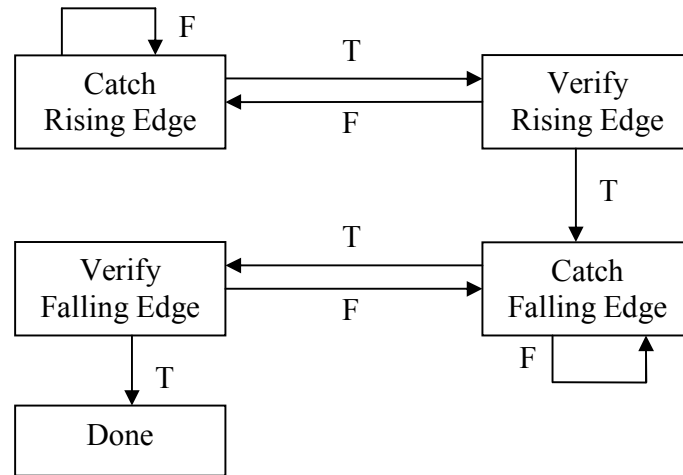 F
Catch
Rising Edge
T
F
Verify
Rising Edge
T
Verify
Falling Edge
T
F
Catch
Falling Edge
F
T
Done